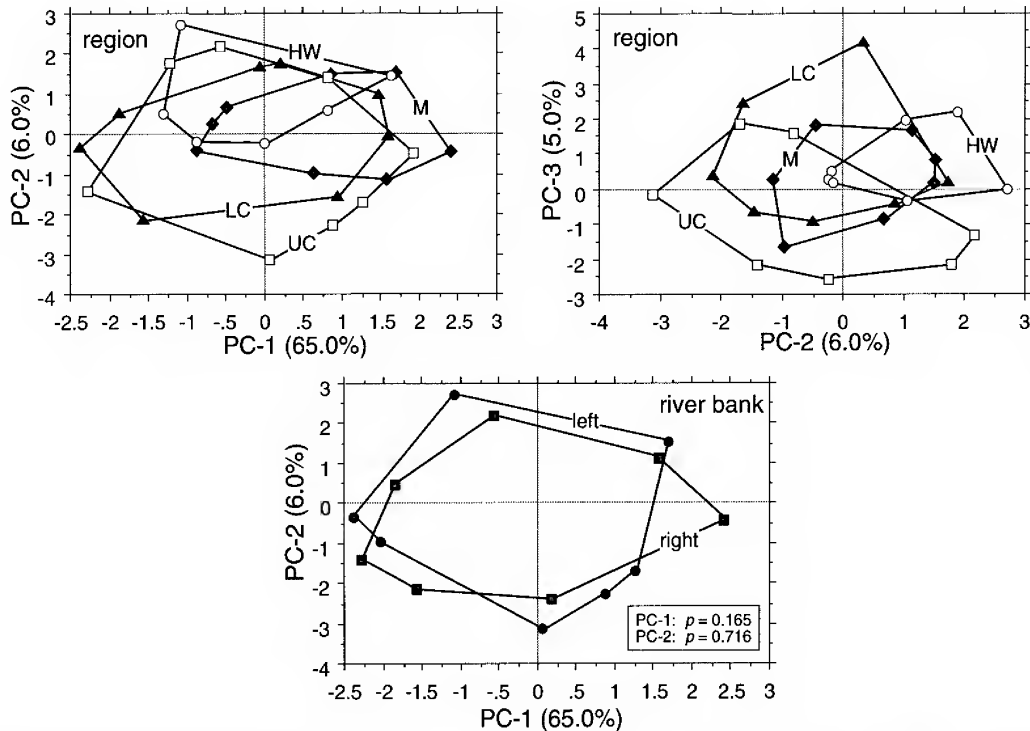 region
HW
M
LC
UC
PC-2 (6.0%)
3
2
1
0
-1
-2
-3
-4
-2.5 -2 -1.5 -1 -.5 0 .5 1 1.5 2 2.5 3
PC-1 (65.0%)
region
LC
M
HW
UC
PC-3 (5.0%)
5
4
3
2
1
0
-1
-2
-3
-4 -3 -2 -1 0 1 2 3
PC-2 (6.0%)
river bank
left
right
PC-2 (6.0%)
3
2
1
0
-1
-2
-3
-4
PC-1: p = 0.165
PC-2: p = 0.716
-2.5 -2 -1.5 -1 -.5 0 .5 1 1.5 2 2.5 3
PC-1 (65.0%)